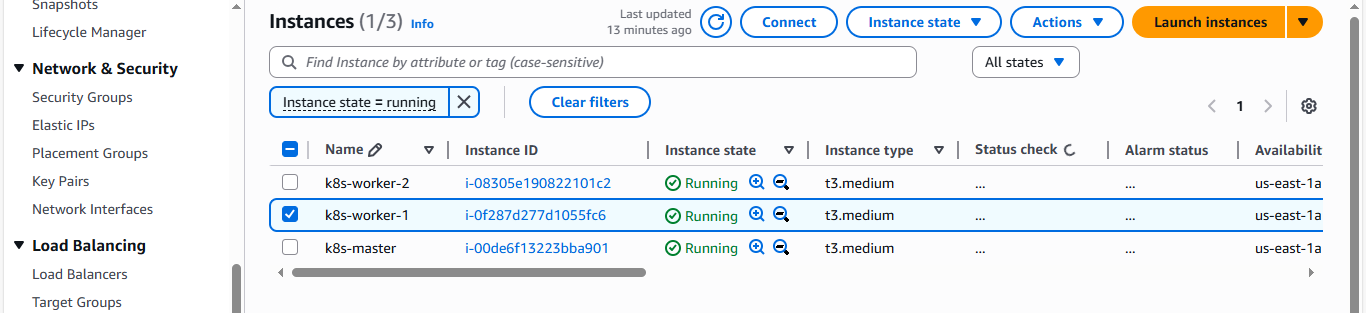 Snapshots
Lifecycle Manager
Network & Security
Security Groups
Elastic IPs
Placement Groups
Key Pairs
Network Interfaces
Load Balancing
Load Balancers
Target Groups
Instances (1/3) Info
Last updated
13 minutes ago
Connect
Instance state
Actions
Launch instances
Find Instance by attribute or tag (case-sensitive)
All states
Instance state = running
Clear filters
1
Name Instance ID Instance state Instance type Status check Alarm status Availabilit
k8s-worker-2 i-08305e190822101c2 Running t3.medium ... ... us-east-1a
k8s-worker-1 i-0f287d277d1055fc6 Running t3.medium ... ... us-east-1a
k8s-master i-00de6f13223bba901 Running t3.medium ... ... us-east-1a